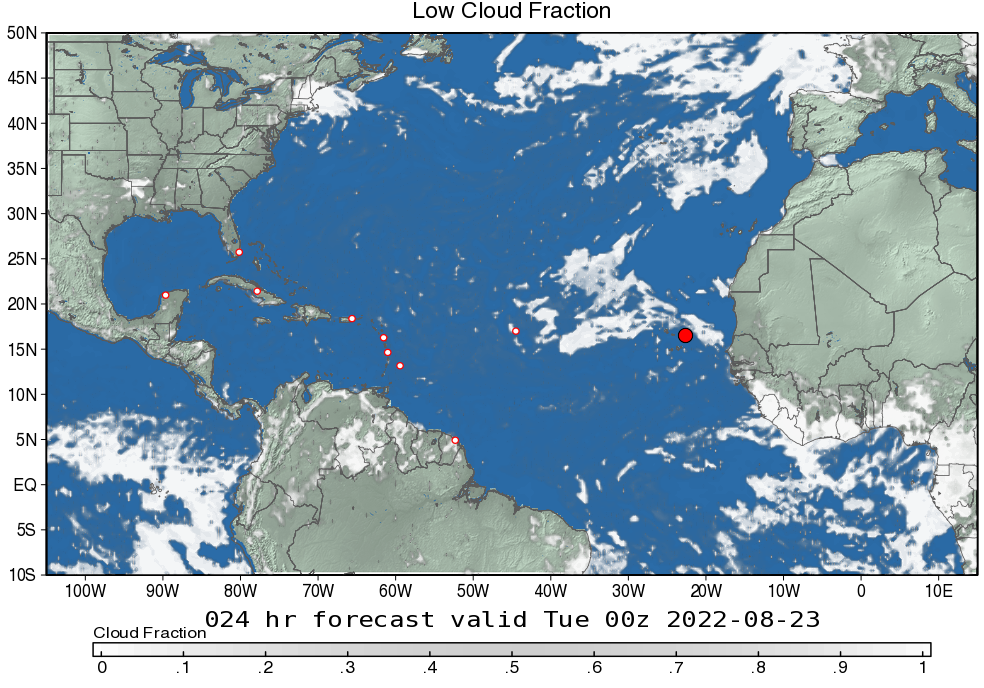 Low Cloud Fraction
50N
45N
40N
35N
30N
25N
20N
15N
10N
5N
EQ
5S
10S
100W 90W 80W 70W 60W 50W 40W 30W 20W 10W 0 10E
024 hr forecast valid Tue 00z 2022-08-23
Cloud Fraction
0 .1 .2 .3 .4 .5 .6 .7 .8 .9 1